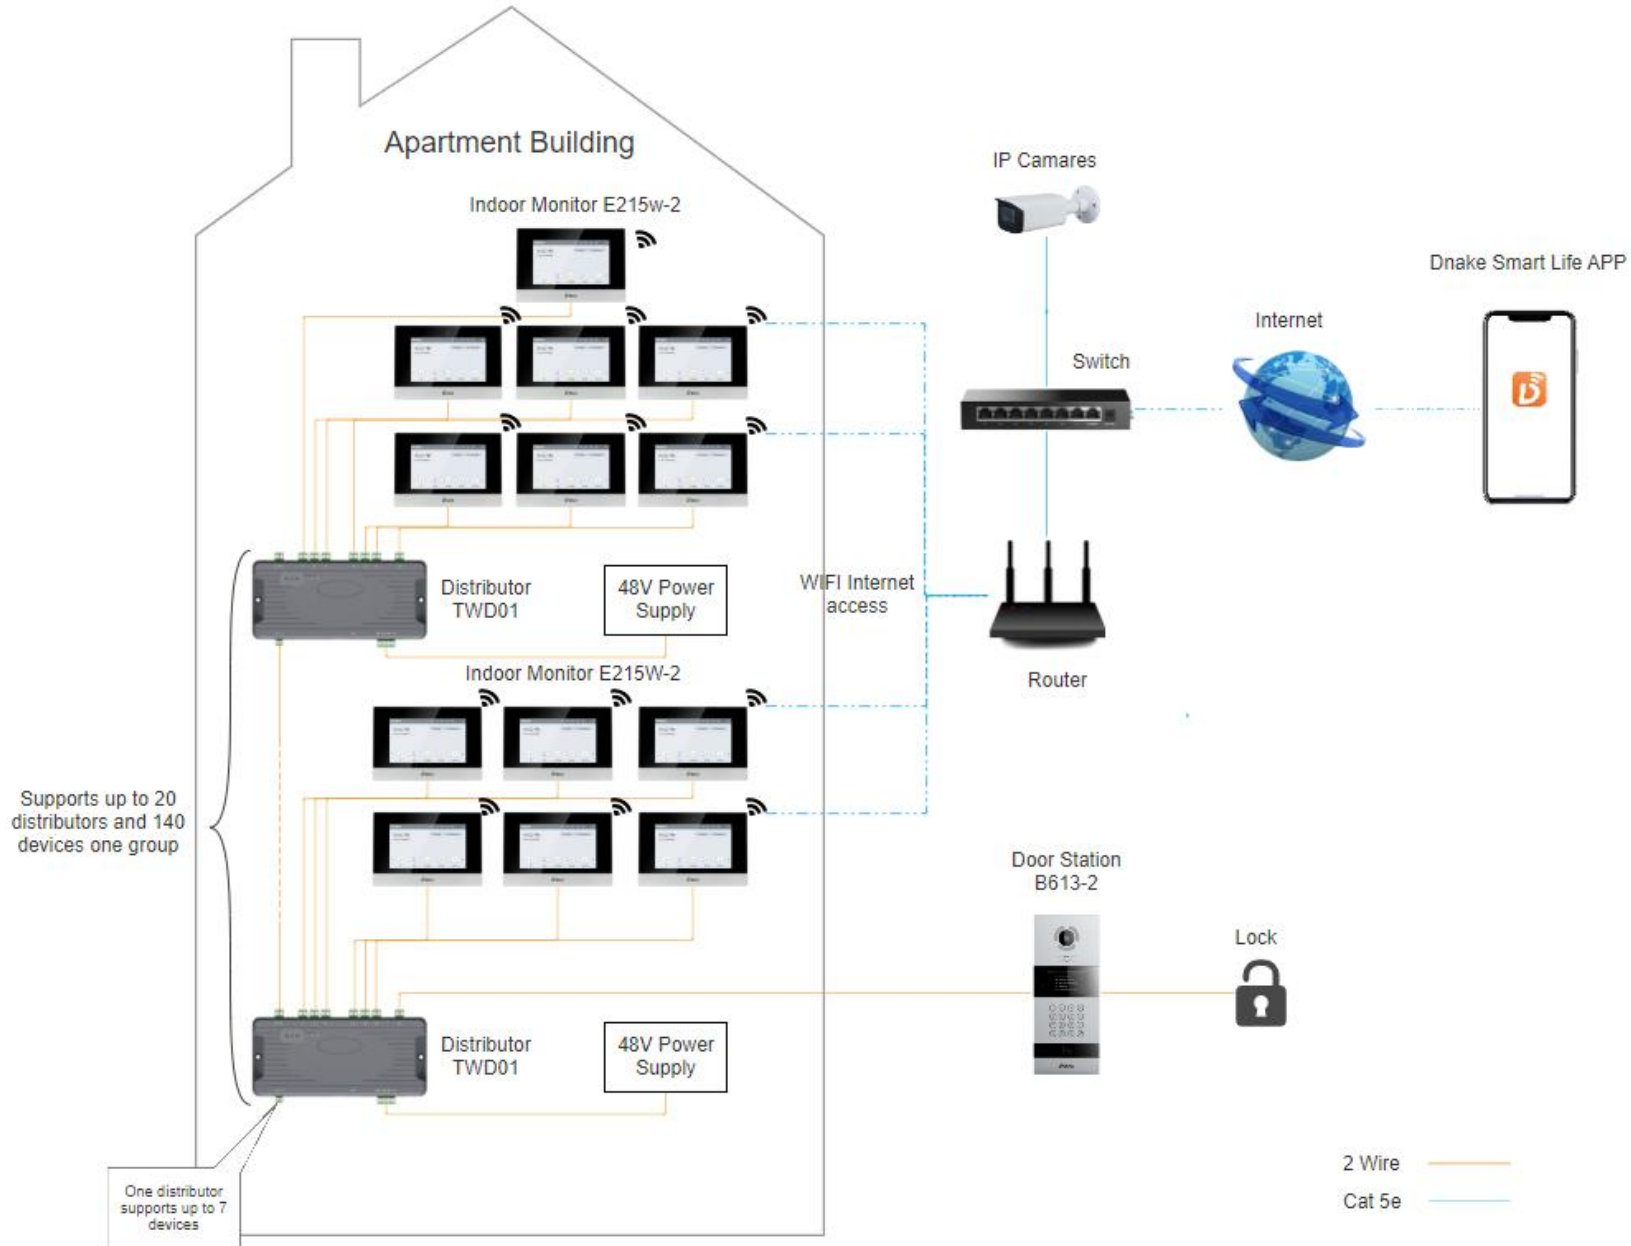 Apartment Building
Indoor Monitor E215w-2
IP Camares
Dnake Smart Life APP
Internet
Switch
Distributor
TWD01
48V Power
Supply
WIFI Internet
access
Router
Indoor Monitor E215W-2
Supports up to 20
distributors and 140
devices one group
Door Station
B613-2
Lock
Distributor
TWD01
48V Power
Supply
One distributor
supports up to 7
devices
2 Wire
Cat 5e